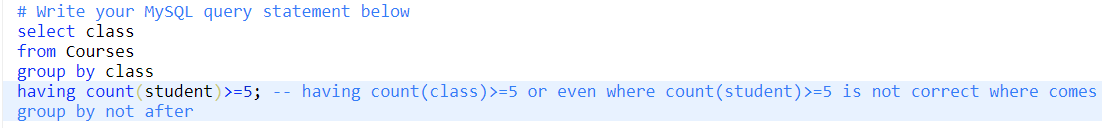 # Write your MySQL query statement below
select class
from Courses
group by class
having count(student)>=5; -- having count(class)>=5 or even where count(student)>=5 is not correct where comes
group by not after